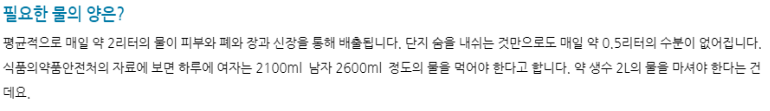 필요한 물의 양은?
평균적으로 매일 약 2리터의 물이 피부와 폐와 장과 신장을 통해 배출됩니다. 단지 숨을 내쉬는 것만으로도 매일 약 0.5리터의 수분이 없어집니다.
식품의약품안젼처의 자료에 보면 하루에 여자는 2100ml 남자 2600ml 정도의 물을 먹어야 한다고 합니다. 약 생수 2L의 물을 마셔야 한다는 건
데요.